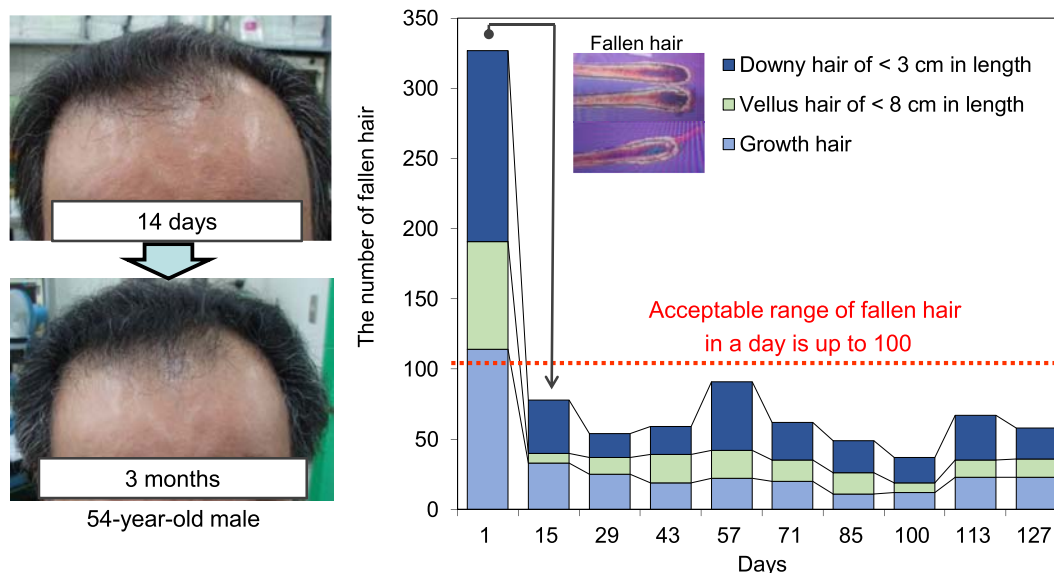 14 days
3 months
54-year-old male
The number of fallen hair
350
300
250
200
150
100
50
0
Fallen hair
Downy hair of < 3 cm in length
Vellus hair of < 8 cm in length
Growth hair
Acceptable range of fallen hair
in a day is up to 100
1 15 29 43 57 71 85 100 113 127
Days